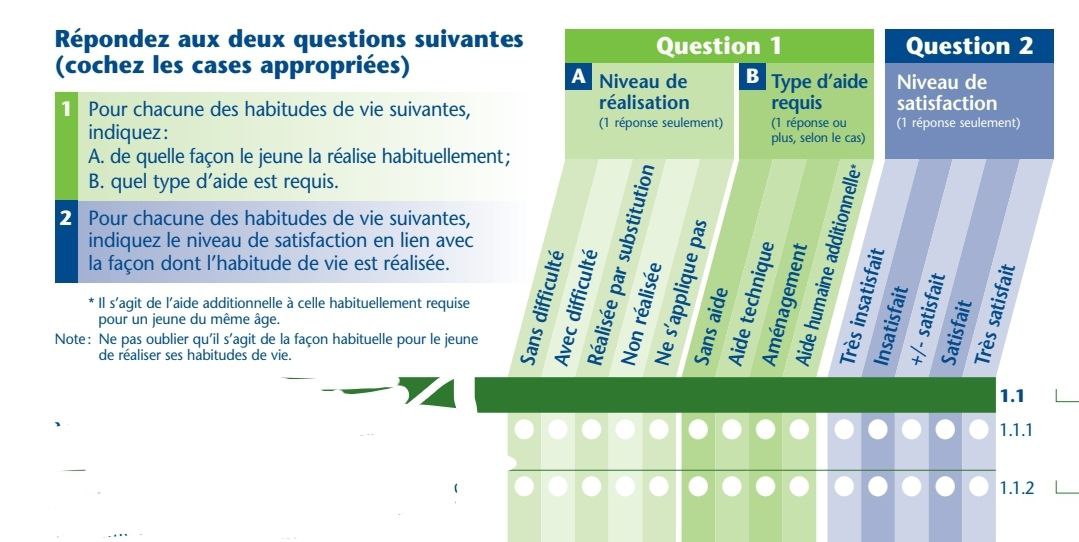 Répondez aux deux questions suivantes
(cochez les cases appropriées)
1 Pour chacune des habitudes de vie suivantes,
indiquez :
A. de quelle façon le jeune la réalise habituellement ;
B. quel type d'aide est requis.
2 Pour chacune des habitudes de vie suivantes,
indiquez le niveau de satisfaction en lien avec
la façon dont l'habitude de vie est réalisée.
* Il s'agit de l'aide additionnelle à celle habituellement requise
pour un jeune du même âge.
Note : Ne pas oublier qu'il s'agit de la façon habituelle pour le jeune
de réaliser ses habitudes de vie.
Question 1
A Niveau de
réalisation
(1 réponse seulement)
B Type d'aide
requis
(1 réponse ou
plus, selon le cas)
Question 2
Niveau de
satisfaction
(1 réponse seulement)
Sans difficulté
Avec difficulté
Réalisée par substitution
Non réalisée
Ne s'applique pas
Sans aide
Aide technique
Aménagement
Aide humaine additionnelle*
Très insatisfait
Insatisfait
+/- satisfait
Satisfait
Très satisfait
1.1
1.1.1
1.1.2